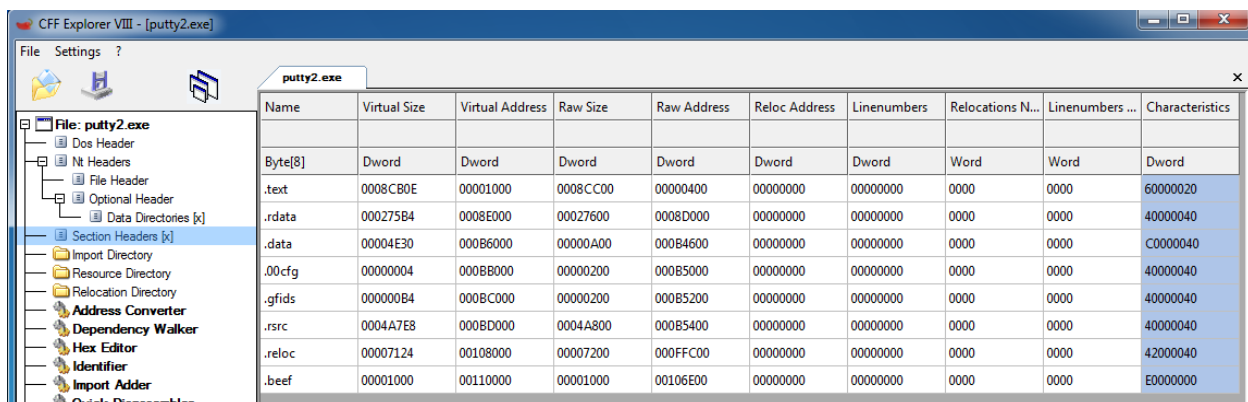 CFF Explorer VIII - [putty2.exe]
File Settings ?
putty2.exe
Name Virtual Size Virtual Address Raw Size Raw Address Reloc Address Linenumbers Relocations N... Linenumbers ... Characteristics
Byte[8] Dword Dword Dword Dword Dword Dword Word Word Dword
.text 0008CB0E 00001000 0008CC00 00000400 00000000 00000000 0000 0000 60000020
.rdata 000275B4 0008E000 00027600 0008D000 00000000 00000000 0000 0000 40000040
.data 00004E30 000B6000 00000A00 000B4600 00000000 00000000 0000 0000 C0000040
.00cfg 00000004 000BB000 00000200 000B5000 00000000 00000000 0000 0000 40000040
.gfids 000000B4 000BC000 00000200 000B5200 00000000 00000000 0000 0000 40000040
.rsrc 0004A7E8 000BD000 0004A800 000B5400 00000000 00000000 0000 0000 40000040
.reloc 00007124 00108000 00007200 000FFC00 00000000 00000000 0000 0000 42000040
.beef 00001000 00110000 00001000 00106E00 00000000 00000000 0000 0000 E0000000
File: putty2.exe
Dos Header
Nt Headers
File Header
Optional Header
Data Directories [x]
Section Headers [x]
Import Directory
Resource Directory
Relocation Directory
Address Converter
Dependency Walker
Hex Editor
Identifier
Import Adder